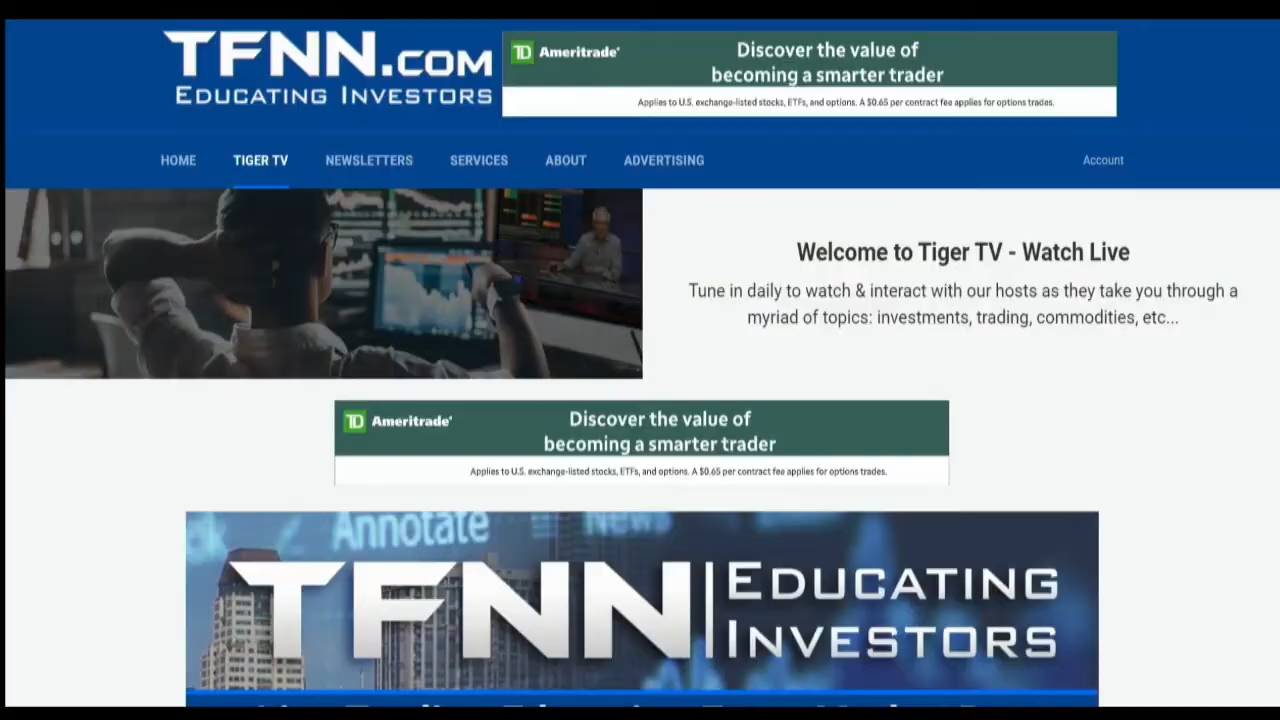 TFNN.COM
EDUCATING INVESTORS
TD Ameritrade
Discover the value of
becoming a smarter trader
Applies to U.S. exchange-listed stocks, ETFs, and options. A $0.65 per contract fee applies for options trades.
HOME TIGER TV NEWSLETTERS SERVICES ABOUT ADVERTISING Account
Welcome to Tiger TV - Watch Live
Tune in daily to watch & interact with our hosts as they take you through a
myriad of topics: investments, trading, commodities, etc...
TD Ameritrade
Discover the value of
becoming a smarter trader
Applies to U.S. exchange-listed stocks, ETFs, and options. A $0.65 per contract fee applies for options trades.
Annotate News
TFNN EDUCATING
INVESTORS